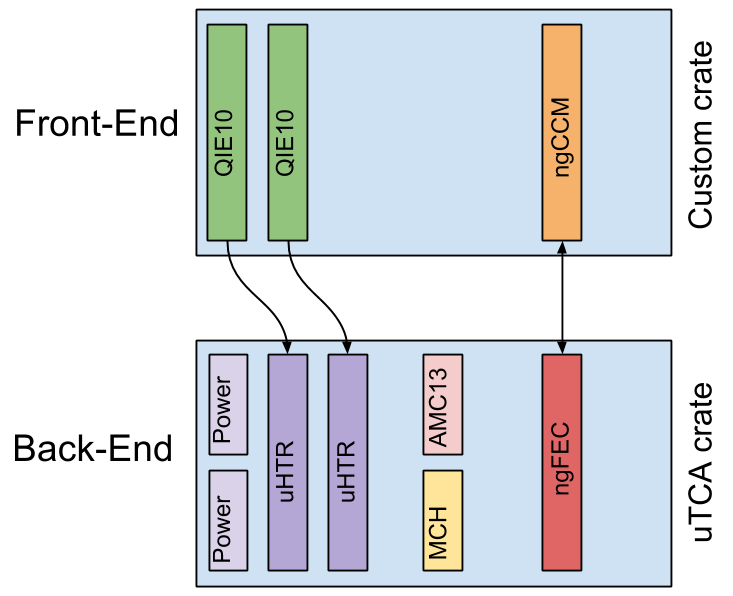 Front-End
QIE10
QIE10
ngCCM
Custom crate
Back-End
Power
Power
uHTR
uHTR
AMC13
MCH
ngFEC
uTCA crate